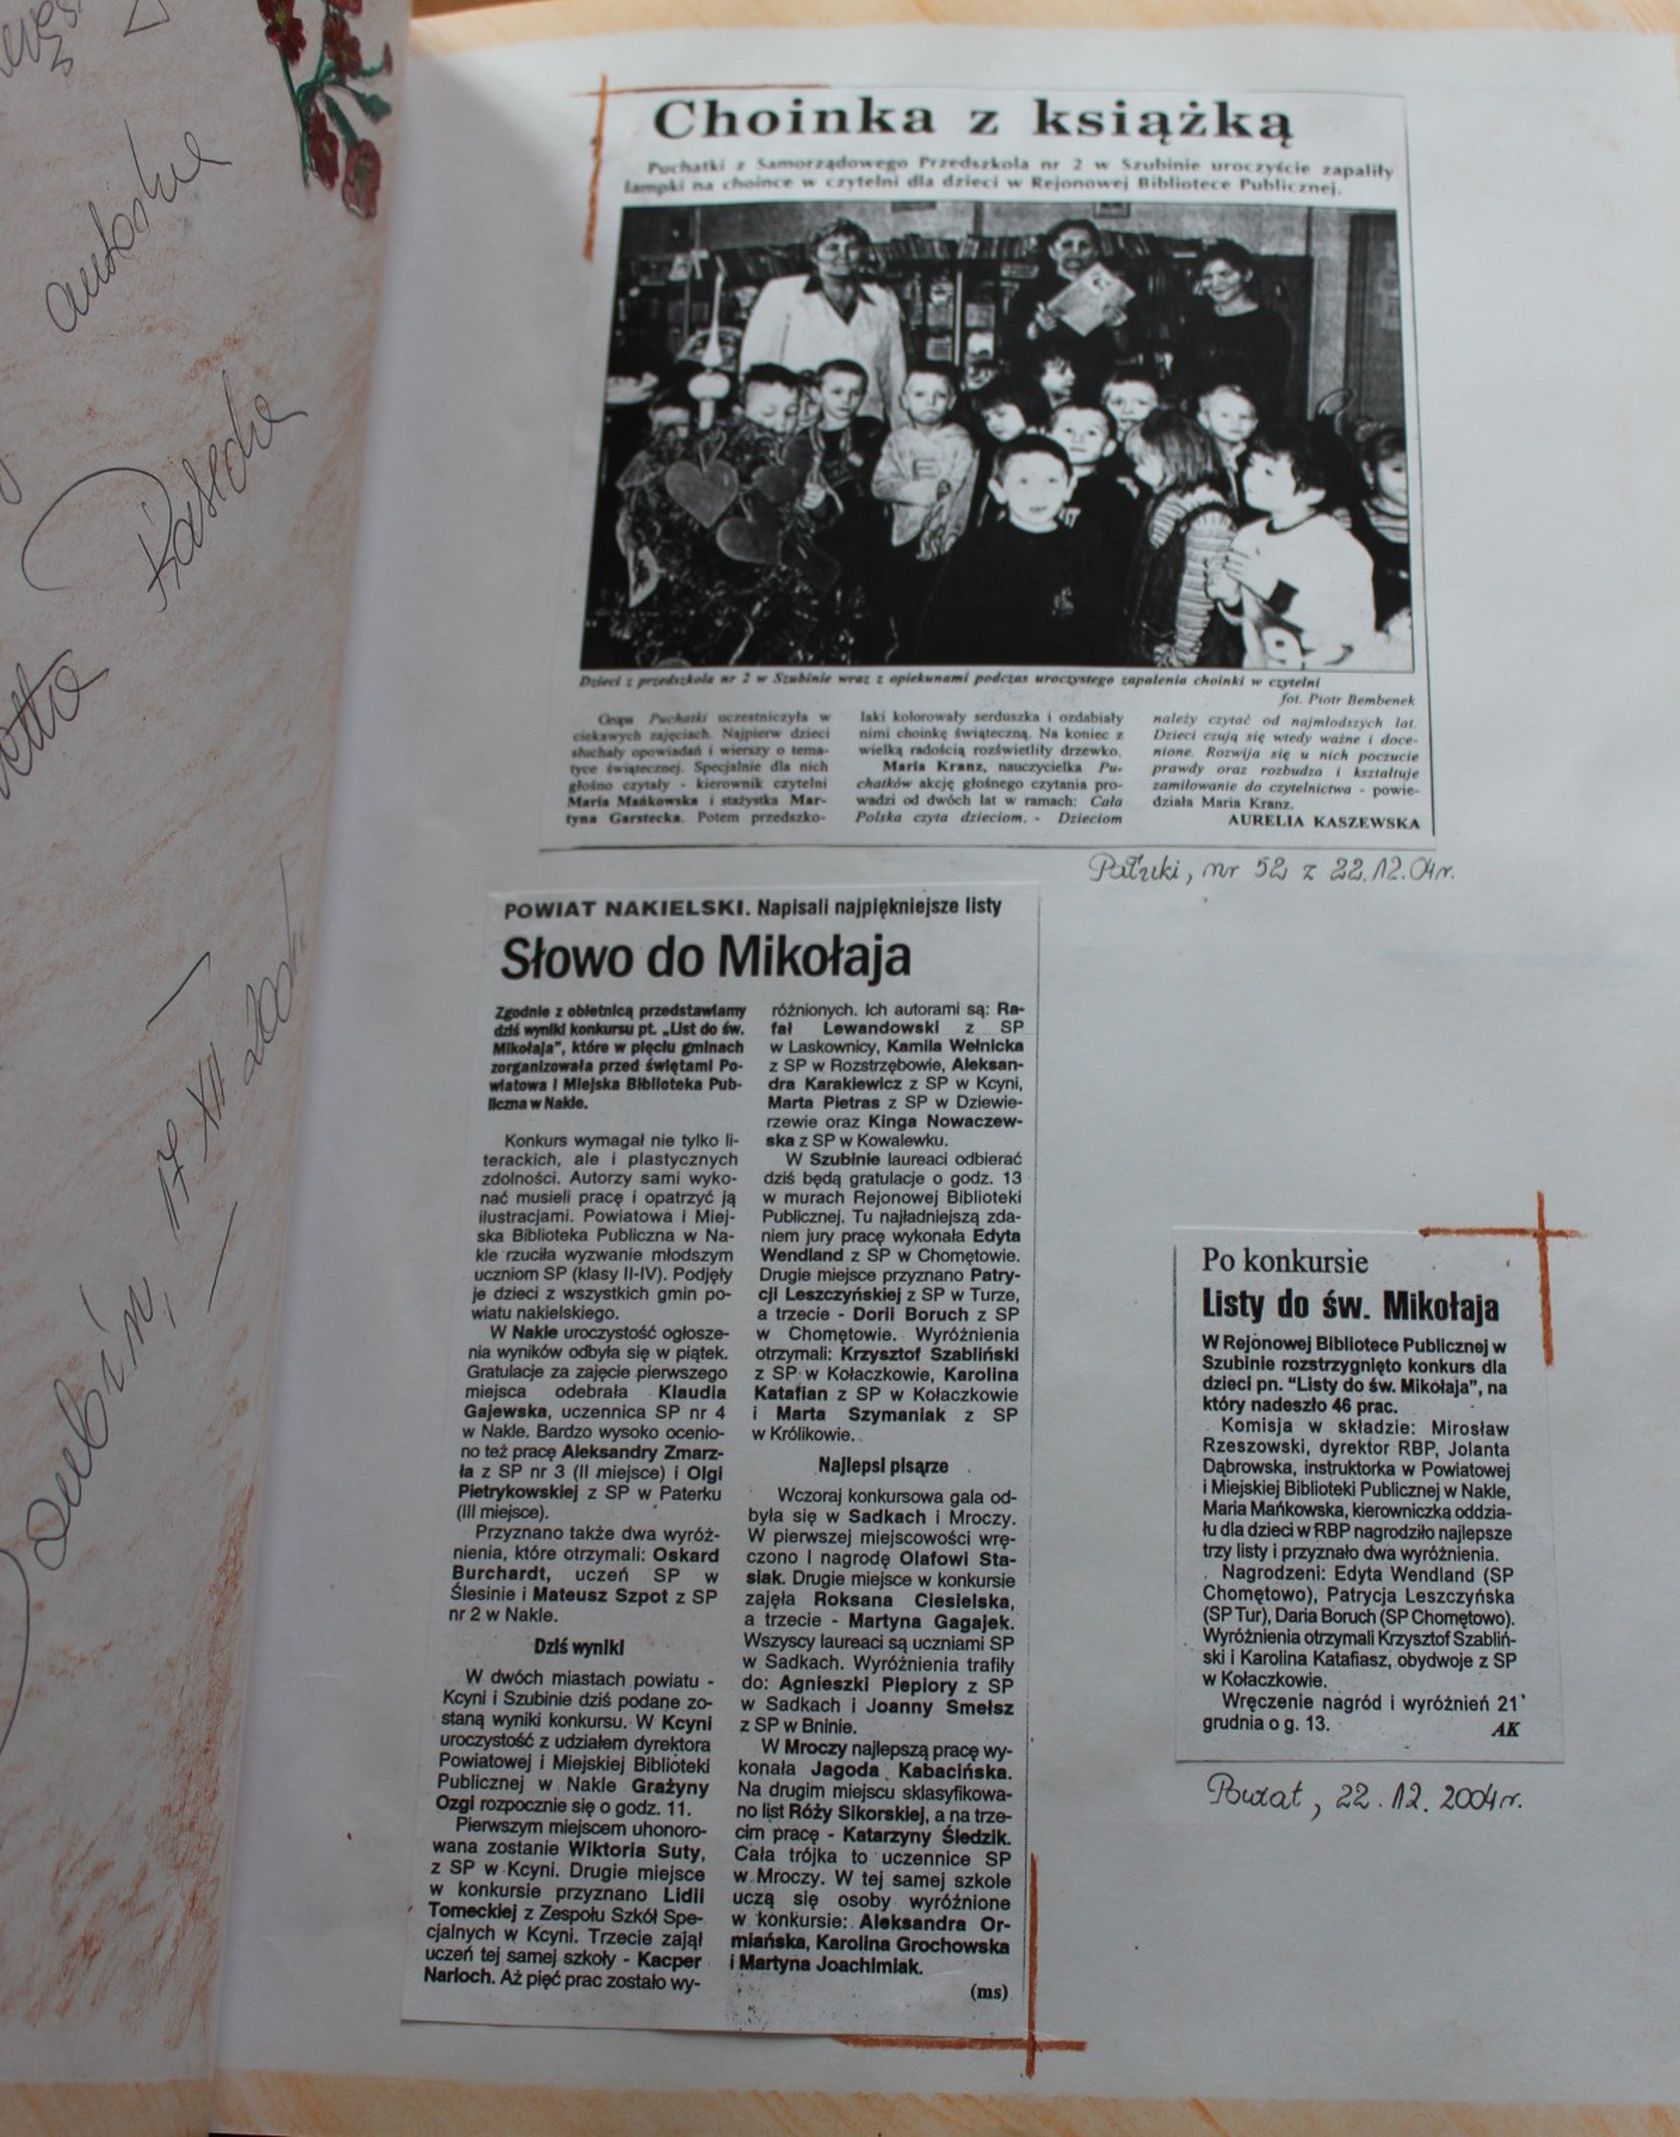 autorskie
Pasecka
Szubin, 17 XII 2004
Choinka z książką
Puchatki z Samorządowego Przedszkola nr 2 w Szubinie uroczyście zapaliły
lampki na choince w czytelni dla dzieci w Rejonowej Bibliotece Publicznej.
Dzieci z przedszkola nr 2 w Szubinie wraz z opiekunami podczas uroczystego zapalenia choinki w czytelni
fot. Piotr Bembenek
Grupa Puchatki uczestniczyła w
ciekawych zajęciach. Najpierw dzieci
słuchały opowiadań i wierszy o tema-
tyce świątecznej. Specjalnie dla nich
głośno czytały - kierownik czytelni
Maria Mańkowska i stażystka Mar-
tyna Garstecka. Potem przedszko-
laki kolorowały serduszka i ozdabiały
nimi choinkę świąteczną. Na koniec z
wielką radością rozświetliły drzewko.
Maria Kranz, nauczycielka Pu-
chatków akcję głośnego czytania pro-
wadzi od dwóch lat w ramach: Cała
Polska czyta dzieciom. - Dzieciom
należy czytać od najmłodszych lat.
Dzieci czują się wtedy ważne i doce-
nione. Rozwija się u nich poczucie
prawdy oraz rozbudza i kształtuje
zamiłowanie do czytelnictwa - powie-
działa Maria Kranz.
AURELIA KASZEWSKA
Pałuki, nr 52 z 22.12.04r.
POWIAT NAKIELSKI. Napisali najpiękniejsze listy
Słowo do Mikołaja
Zgodnie z obietnicą przedstawiamy
dziś wyniki konkursu pt. „List do św.
Mikołaja”, które w pięciu gminach
zorganizowała przed świętami Po-
wiatowa i Miejska Biblioteka Pub-
liczna w Nakle.
Konkurs wymagał nie tylko li-
terackich, ale i plastycznych
zdolności. Autorzy sami wyko-
nać musieli pracę i opatrzyć ją
ilustracjami. Powiatowa i Miej-
ska Biblioteka Publiczna w Na-
kle rzuciła wyzwanie młodszym
uczniom SP (klasy II-IV). Podjęły
je dzieci z wszystkich gmin po-
wiatu nakielskiego.
W Nakle uroczystość ogłosze-
nia wyników odbyła się w piątek.
Gratulacje za zajęcie pierwszego
miejsca odebrała Klaudia
Gajewska, uczennica SP nr 4
w Nakle. Bardzo wysoko ocenio-
no też pracę Aleksandry Zmarz-
ła z SP nr 3 (II miejsce) i Olgi
Pietrykowskiej z SP w Paterku
(III miejsce).
Przyznano także dwa wyróż-
nienia, które otrzymali: Oskard
Burchardt, uczeń SP w
Ślesinie i Mateusz Szpot z SP
nr 2 w Nakle.
Dziś wyniki
W dwóch miastach powiatu -
Kcyni i Szubinie dziś podane zo-
staną wyniki konkursu. W Kcyni
uroczystość z udziałem dyrektora
Powiatowej i Miejskiej Biblioteki
Publicznej w Nakle Grażyny
Ozgi rozpocznie się o godz. 11.
Pierwszym miejscem uhonoro-
wana zostanie Wiktoria Suty,
z SP w Kcyni. Drugie miejsce
w konkursie przyznano Lidii
Tomeckiej z Zespołu Szkół Spe-
cjalnych w Kcyni. Trzecie zajął
uczeń tej samej szkoły - Kacper
Narloch. Aż pięć prac zostało wy-
różnionych. Ich autorami są: Ra-
fał Lewandowski z SP
w Laskownicy, Kamila Wełnicka
z SP w Rozstrzębowie, Aleksan-
dra Karakiewicz z SP w Kcyni,
Marta Pietras z SP w Dziewie-
rzewie oraz Kinga Nowaczew-
ska z SP w Kowalewku.
W Szubinie laureaci odbierać
dziś będą gratulacje o godz. 13
w murach Rejonowej Biblioteki
Publicznej. Tu najładniejszą zda-
niem jury pracę wykonała Edyta
Wendland z SP w Chomętowie.
Drugie miejsce przyznano Patry-
cji Leszczyńskiej z SP w Turze,
a trzecie - Dorii Boruch z SP
w Chomętowie. Wyróżnienia
otrzymali: Krzysztof Szabliński
z SP w Kołaczkowie, Karolina
Katafian z SP w Kołaczkowie
i Marta Szymaniak z SP
w Królikowie.
Najlepsi pisarze
Wczoraj konkursowa gala od-
była się w Sadkach i Mroczy.
W pierwszej miejscowości wrę-
czono I nagrodę Olafowi Sta-
siak. Drugie miejsce w konkursie
zajęła Roksana Ciesielska,
a trzecie - Martyna Gagajek.
Wszyscy laureaci są uczniami SP
w Sadkach. Wyróżnienia trafiły
do: Agnieszki Piepiory z SP
w Sadkach i Joanny Smełsz
z SP w Bninie.
W Mroczy najlepszą pracę wy-
konała Jagoda Kabacińska.
Na drugim miejscu sklasyfikowa-
no list Róży Sikorskiej, a na trze-
cim pracę - Katarzyny Śledzik.
Cała trójka to uczennice SP
w Mroczy. W tej samej szkole
uczą się osoby wyróżnione
w konkursie: Aleksandra Or-
miańska, Karolina Grochowska
i Martyna Joachimiak.
(ms)
Po konkursie
Listy do św. Mikołaja
W Rejonowej Bibliotece Publicznej w
Szubinie rozstrzygnięto konkurs dla
dzieci pn. “Listy do św. Mikołaja”, na
który nadeszło 46 prac.
Komisja w składzie: Mirosław
Rzeszowski, dyrektor RBP, Jolanta
Dąbrowska, instruktorka w Powiatowej
i Miejskiej Biblioteki Publicznej w Nakle,
Maria Mańkowska, kierowniczka oddzia-
łu dla dzieci w RBP nagrodziło najlepsze
trzy listy i przyznało dwa wyróżnienia.
Nagrodzeni: Edyta Wendland (SP
Chomętowo), Patrycja Leszczyńska
(SP Tur), Daria Boruch (SP Chomętowo).
Wyróżnienia otrzymali Krzysztof Szabliń-
ski i Karolina Katafiasz, obydwoje z SP
w Kołaczkowie.
Wręczenie nagród i wyróżnień 21
grudnia o g. 13.
AK
Powiat, 22.12.2004r.